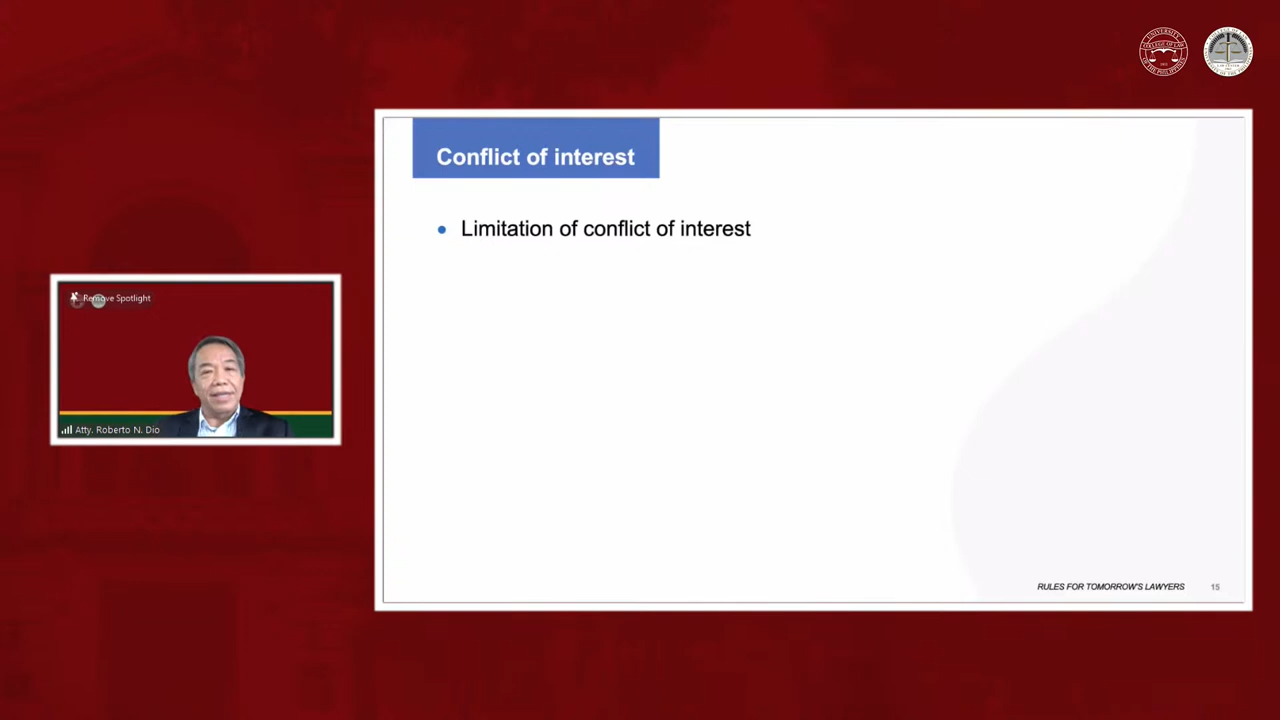 Conflict of interest
Limitation of conflict of interest
Remove Spotlight
Atty. Roberto N. Dio
RULES FOR TOMORROW'S LAWYERS 15